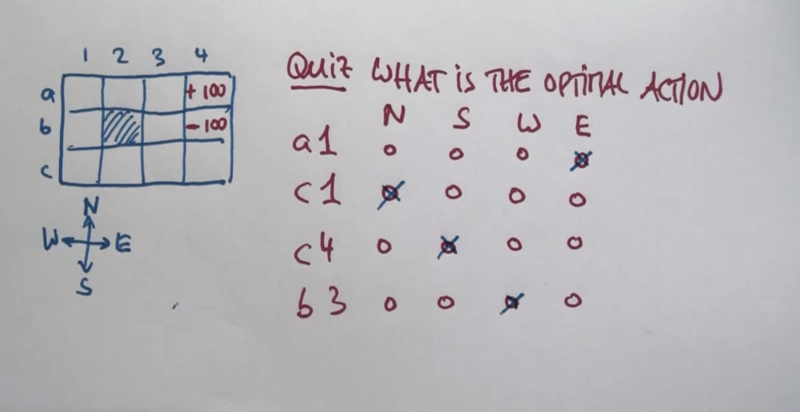 1 2 3 4
a +100
b -100
c
N
W E
S
QUIZ WHAT IS THE OPTIMAL ACTION
N S W E
a1
c1
c4
b3